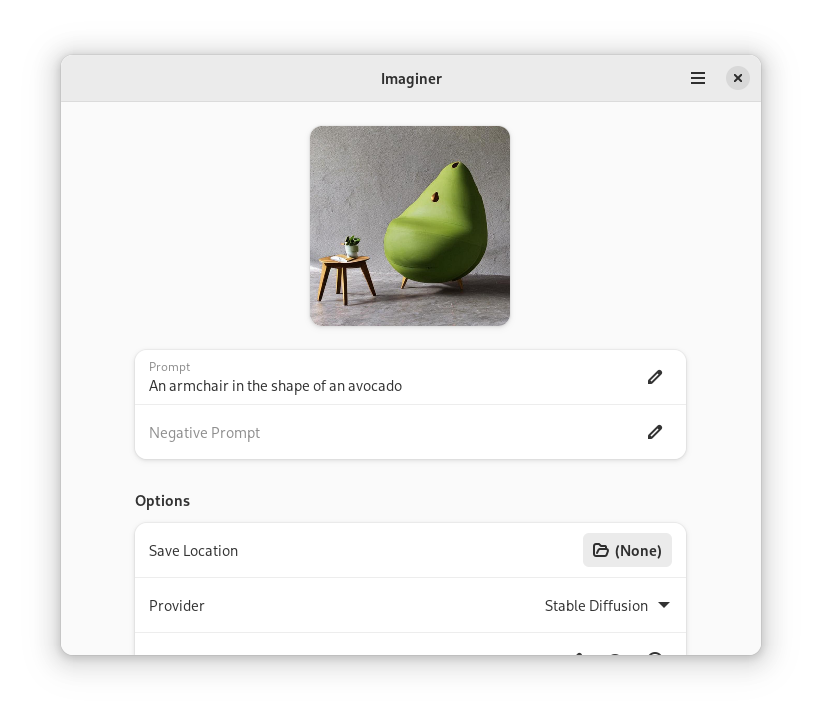 Imaginer
Prompt
An armchair in the shape of an avocado
Negative Prompt
Options
Save Location
(None)
Provider
Stable Diffusion